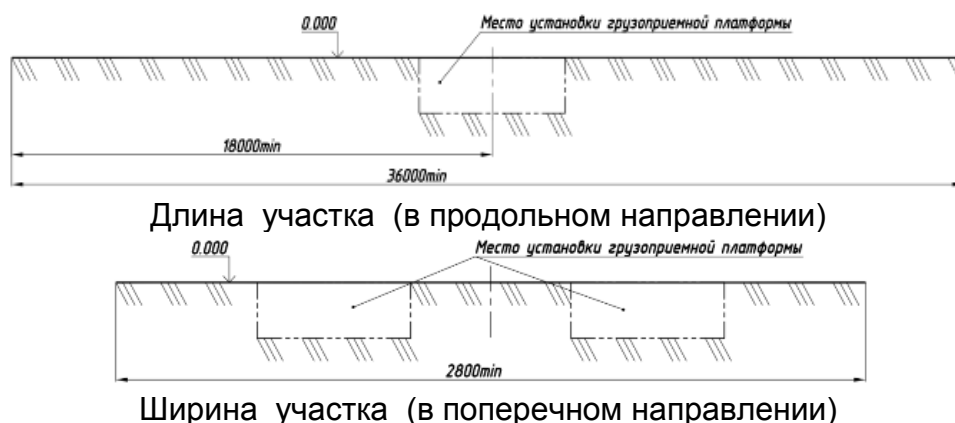 0.000 Место установки грузоприемной платформы
18000min
36000min
Длина участка (в продольном направлении)
0.000 Место установки грузоприемной платформы
2800min
Ширина участка (в поперечном направлении)